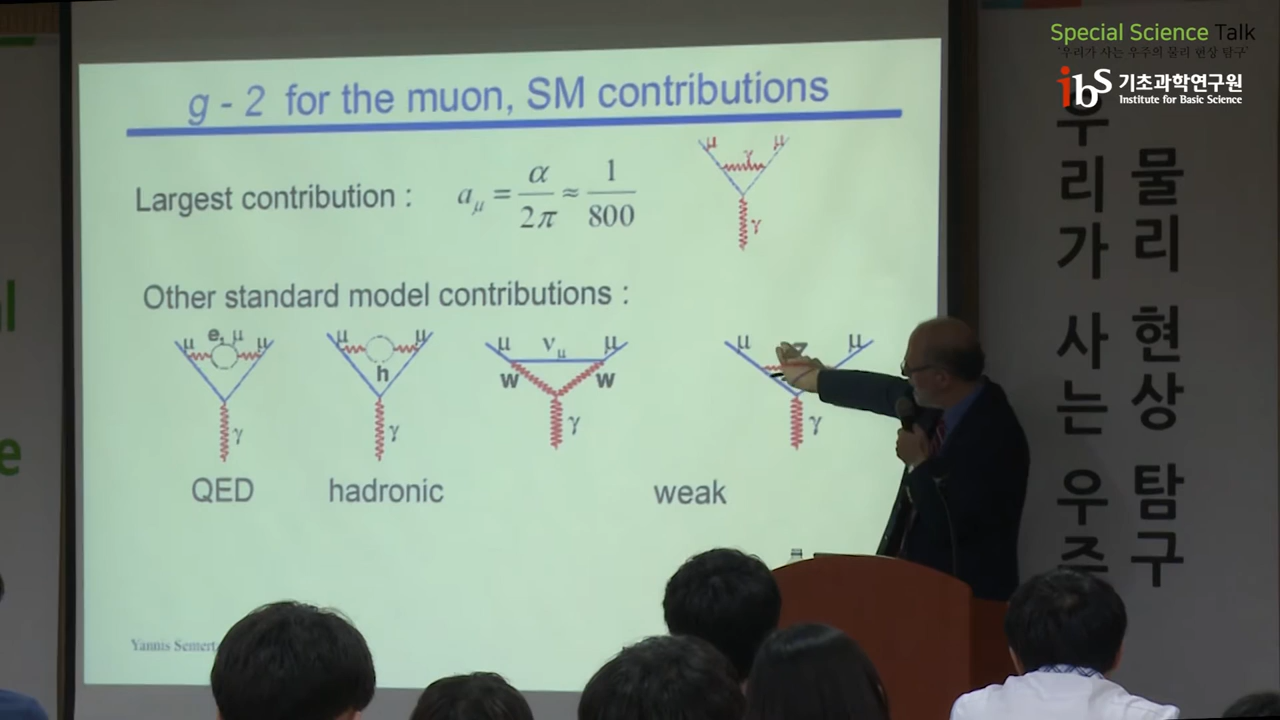 Special Science Talk
'우리가 사는 우주의 물리 현상 탐구'
ibS 기초과학연구원
Institute for Basic Science
g - 2 for the muon, SM contributions
Largest contribution : aμ = α/2π ≈ 1/800
μ γ μ
γ
Other standard model contributions :
μ e, μ μ
γ
μ μ
h
γ
μ νμ μ
W W
γ
μ μ
γ
QED hadronic weak
Yannis
우리가 사는 우주
물리 현상 탐구